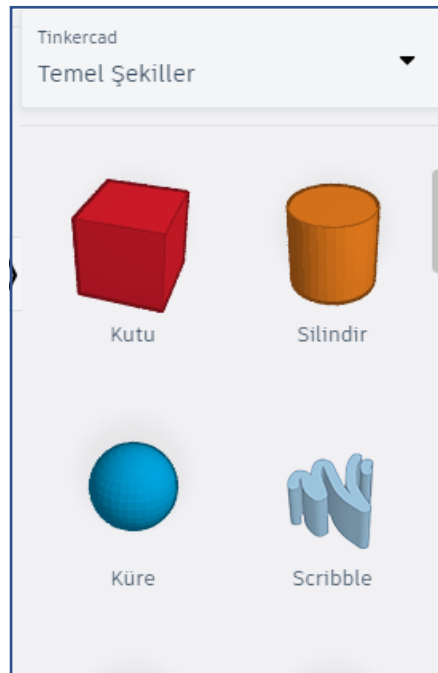 Tinkercad
Temel Şekiller
Kutu
Silindir
Küre
Scribble